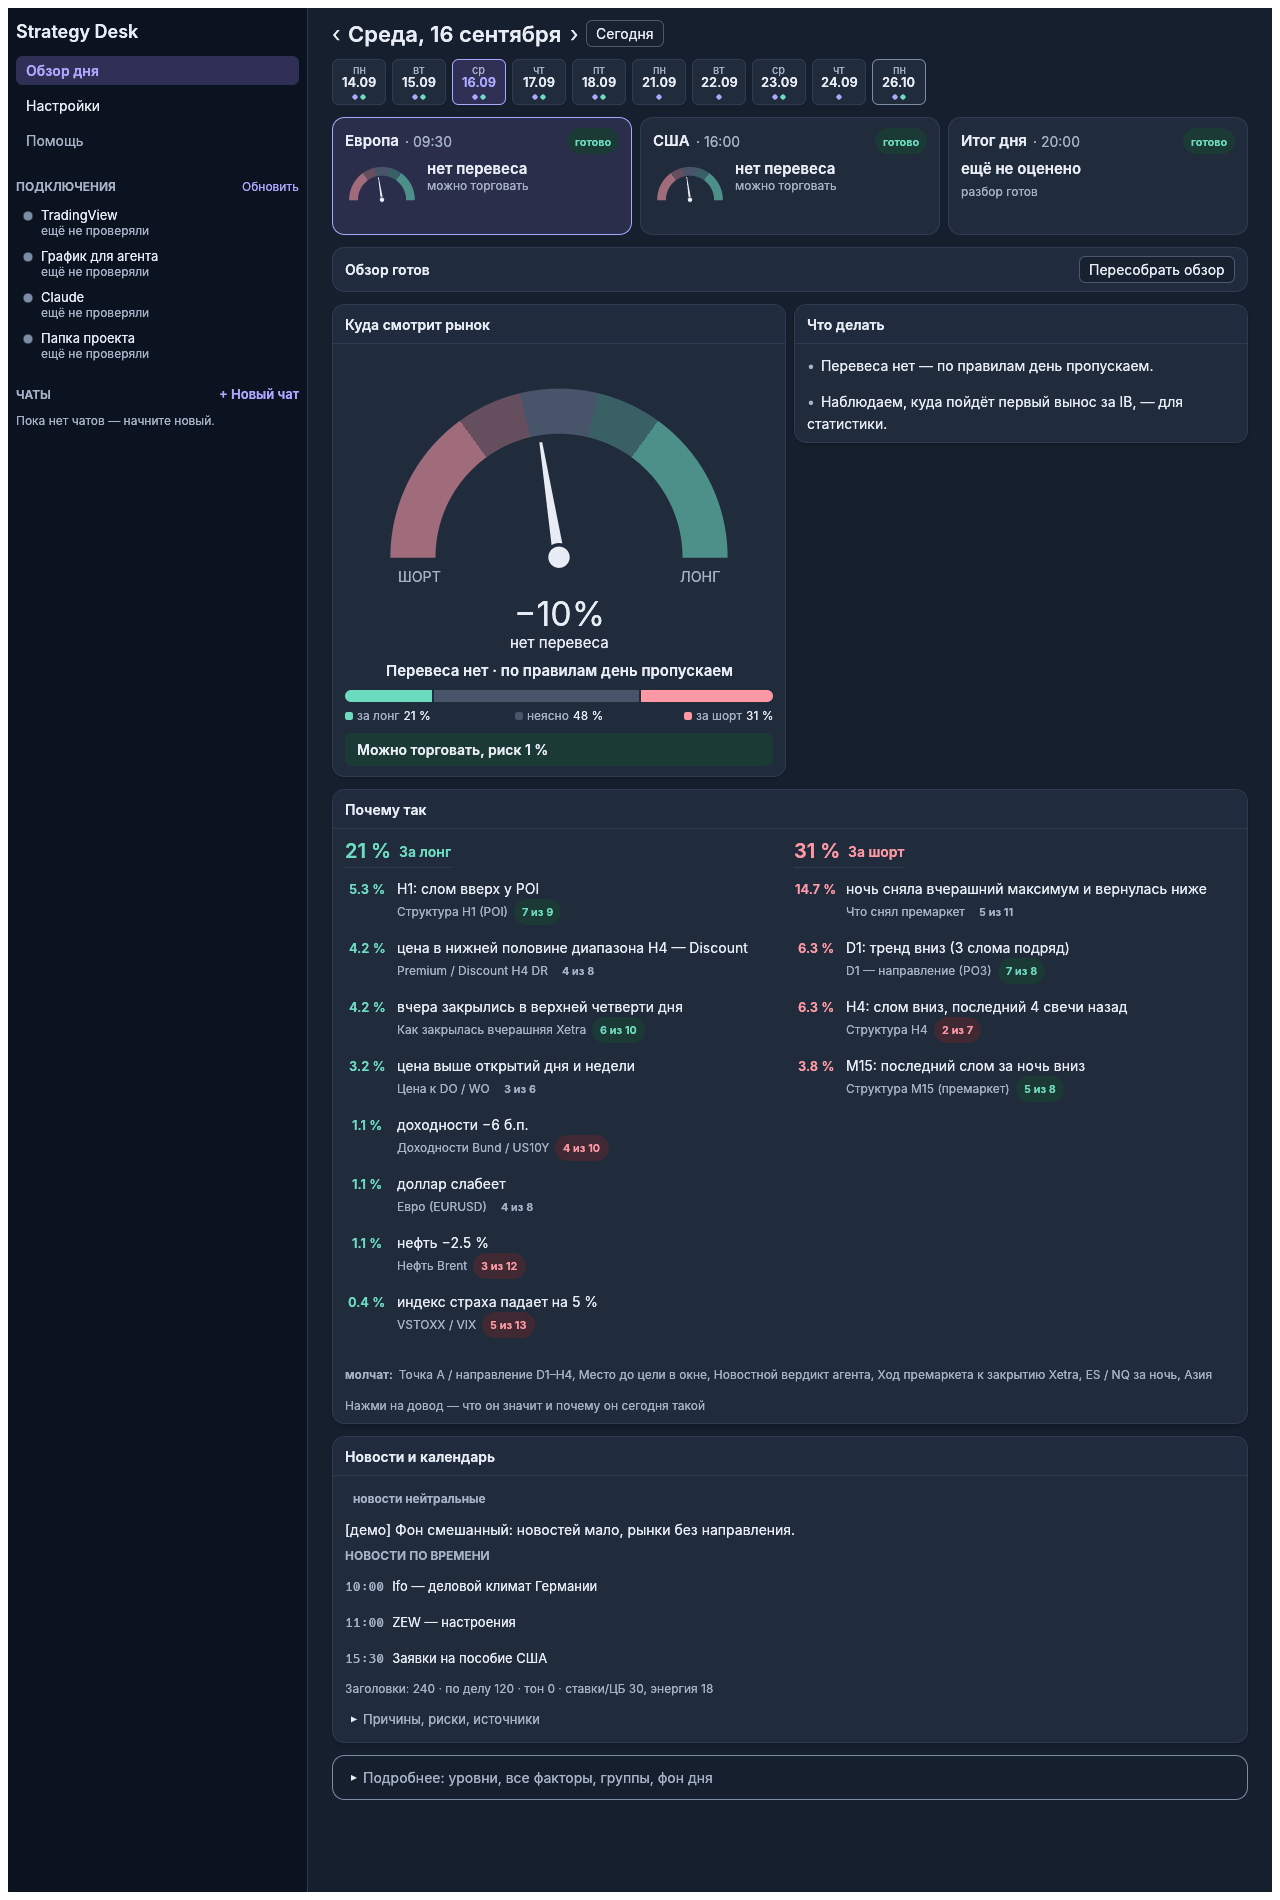 Strategy Desk
Обзор дня
Настройки
Помощь
ПОДКЛЮЧЕНИЯ Обновить
TradingView
ещё не проверяли
График для агента
ещё не проверяли
Claude
ещё не проверяли
Папка проекта
ещё не проверяли
ЧАТЫ + Новый чат
Пока нет чатов — начните новый.
‹ Среда, 16 сентября › Сегодня
пн вт ср чт пт пн вт ср чт пн
14.09 15.09 16.09 17.09 18.09 21.09 22.09 23.09 24.09 26.10
Европа · 09:30 готово
нет перевеса
можно торговать
США · 16:00 готово
нет перевеса
можно торговать
Итог дня · 20:00 готово
ещё не оценено
разбор готов
Обзор готов Пересобрать обзор
Куда смотрит рынок
ШОРТ ЛОНГ
−10%
нет перевеса
Перевеса нет · по правилам день пропускаем
за лонг 21 % неясно 48 % за шорт 31 %
Можно торговать, риск 1 %
Что делать
• Перевеса нет — по правилам день пропускаем.
• Наблюдаем, куда пойдёт первый вынос за IB, — для
статистики.
Почему так
21 % За лонг
5.3 % H1: слом вверх у POI
Структура H1 (POI) 7 из 9
4.2 % цена в нижней половине диапазона H4 — Discount
Premium / Discount H4 DR 4 из 8
4.2 % вчера закрылись в верхней четверти дня
Как закрылась вчерашняя Xetra 6 из 10
3.2 % цена выше открытий дня и недели
Цена к DO / WO 3 из 6
1.1 % доходности −6 б.п.
Доходности Bund / US10Y 4 из 10
1.1 % доллар слабеет
Евро (EURUSD) 4 из 8
1.1 % нефть −2.5 %
Нефть Brent 3 из 12
0.4 % индекс страха падает на 5 %
VSTOXX / VIX 5 из 13
31 % За шорт
14.7 % ночь сняла вчерашний максимум и вернулась ниже
Что снял премаркет 5 из 11
6.3 % D1: тренд вниз (3 слома подряд)
D1 — направление (PO3) 7 из 8
6.3 % H4: слом вниз, последний 4 свечи назад
Структура H4 2 из 7
3.8 % M15: последний слом за ночь вниз
Структура M15 (премаркет) 5 из 8
молчат: Точка A / направление D1–H4, Место до цели в окне, Новостной вердикт агента, Ход премаркета к закрытию Xetra, ES / NQ за ночь, Азия
Нажми на довод — что он значит и почему он сегодня такой
Новости и календарь
новости нейтральные
[демо] Фон смешанный: новостей мало, рынки без направления.
НОВОСТИ ПО ВРЕМЕНИ
10:00 Ifo — деловой климат Германии
11:00 ZEW — настроения
15:30 Заявки на пособие США
Заголовки: 240 · по делу 120 · тон 0 · ставки/ЦБ 30, энергия 18
▸ Причины, риски, источники
▸ Подробнее: уровни, все факторы, группы, фон дня